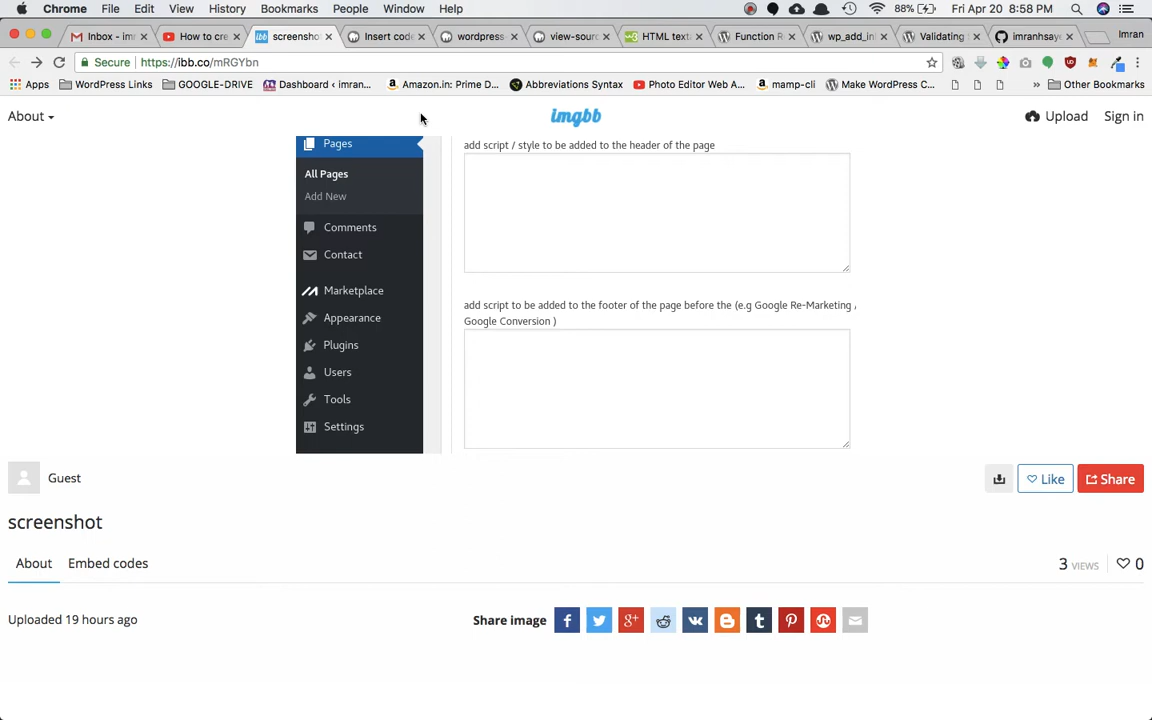 Chrome File Edit View History Bookmarks People Window Help 88% Fri Apr 20 8:58 PM
Inbox - imr How to cre screenshot Insert code wordpress view-sourc HTML texta Function R wp_add_in Validating imranhsaye Imran
Secure https://ibb.co/mRGYbn
Apps WordPress Links GOOGLE-DRIVE Dashboard ‹ imran... Amazon.in: Prime D... Abbreviations Syntax Photo Editor Web A... mamp-cli Make WordPress C... » Other Bookmarks
About imgbb Upload Sign in
Pages
add script / style to be added to the header of the page
All Pages
Add New
Comments
Contact
Marketplace
add script to be added to the footer of the page before the (e.g Google Re-Marketing ,
Google Conversion )
Appearance
Plugins
Users
Tools
Settings
Guest Like Share
screenshot
About Embed codes 3 VIEWS 0
Uploaded 19 hours ago Share image